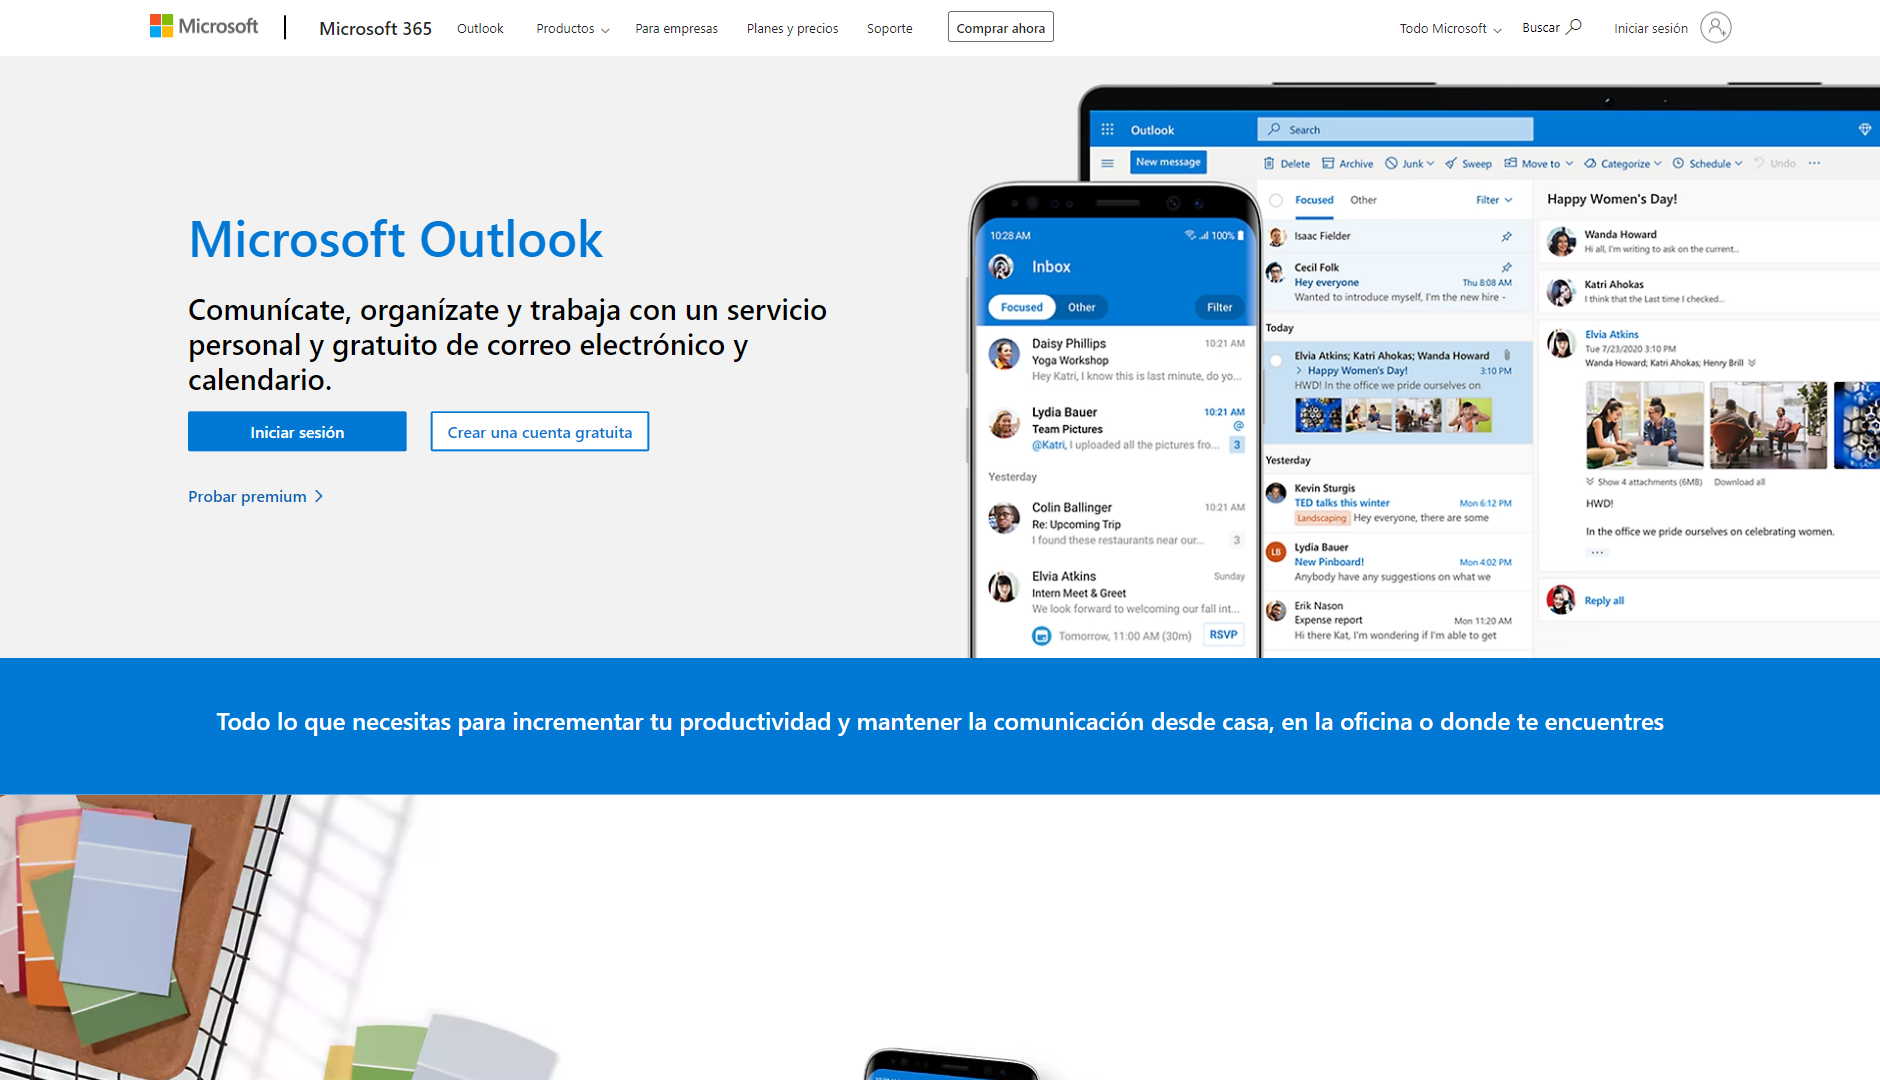 Microsoft
Microsoft 365
Outlook
Productos
Para empresas
Planes y precios
Soporte
Comprar ahora
Todo Microsoft
Buscar
Iniciar sesión
Microsoft Outlook
Comunícate, organízate y trabaja con un servicio
personal y gratuito de correo electrónico y
calendario.
Iniciar sesión
Crear una cuenta gratuita
Probar premium
10:28 AM
100%
Inbox
Focused
Other
Filter
Daisy Phillips
10:21 AM
Yoga Workshop
Hey Katri, I know this is last minute, do yo...
Lydia Bauer
10:21 AM
Team Pictures
@
@Katri, I uploaded all the pictures fro...
3
Yesterday
Colin Ballinger
10:21 AM
Re: Upcoming Trip
I found these restaurants near our...
3
Elvia Atkins
Sunday
Intern Meet & Greet
We look forward to welcoming our fall int...
Tomorrow, 11:00 AM (30m)
RSVP
Outlook
Search
New message
Delete
Archive
Junk
Sweep
Move to
Categorize
Schedule
Undo
...
Focused
Other
Filter
Isaac Fielder
Cecil Folk
Hey everyone
Thu 8:08 AM
Wanted to introduce myself, I'm the new hire -
Today
Elvia Atkins; Katri Ahokas; Wanda Howard
Happy Women's Day!
3:10 PM
HWD! In the office we pride ourselves on
Yesterday
Kevin Sturgis
TED talks this winter
Mon 6:12 PM
Landscaping
Hey everyone, there are some
LB
Lydia Bauer
New Pinboard!
Mon 4:02 PM
Anybody have any suggestions on what we
Erik Nason
Expense report
Mon 11:20 AM
Hi there Kat, I'm wondering if I'm able to get
Happy Women's Day!
Wanda Howard
Hi all, I'm writing to ask on the current...
Katri Ahokas
I think that the Last time I checked...
Elvia Atkins
Tue 7/23/2020 3:10 PM
Wanda Howard; Katri Ahokas; Henry Brill
Show 4 attachments (6MB)
Download all
HWD!
In the office we pride ourselves on celebrating women.
...
Reply all
Todo lo que necesitas para incrementar tu productividad y mantener la comunicación desde casa, en la oficina o donde te encuentres